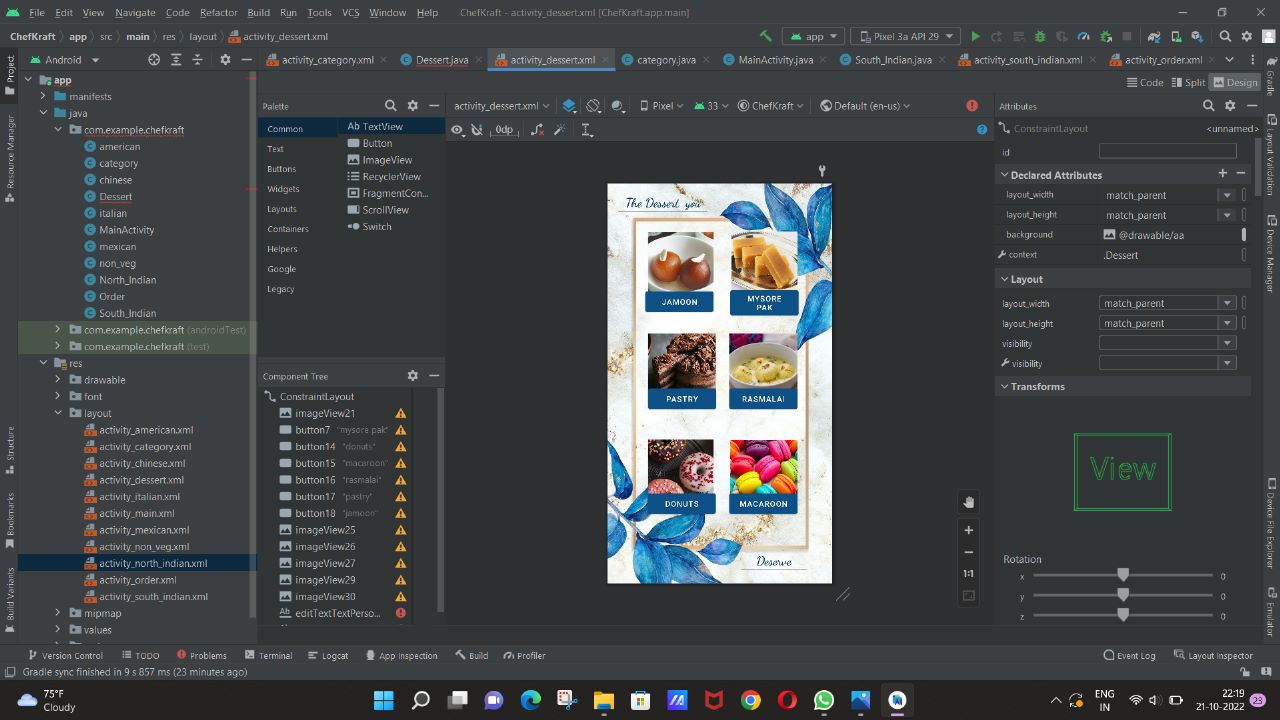 File Edit View Navigate Code Refactor Build Run Tools VCS Window Help ChefKraft - activity_dessert.xml [ChefKraft.app.main]
ChefKraft app src main res layout activity_dessert.xml app Pixel 3a API 29
Android activity_category.xml Dessert.java activity_dessert.xml category.java MainActivity.java South_Indian.java activity_south_indian.xml activity_order.xml
Code Split Design
Project
Resource Manager
Structure
Bookmarks
Build Variants
app
manifests
java
com.example.chefkraft
american
category
chinese
Dessert
italian
MainActivity
mexican
non_veg
North_Indian
Order
South_Indian
com.example.chefkraft (androidTest)
com.example.chefkraft (test)
res
drawable
font
layout
activity_american.xml
activity_category.xml
activity_chinese.xml
activity_dessert.xml
activity_italian.xml
activity_main.xml
activity_mexican.xml
activity_non_veg.xml
activity_north_indian.xml
activity_order.xml
activity_south_indian.xml
mipmap
values
Palette
Common
Text
Buttons
Widgets
Layouts
Containers
Helpers
Google
Legacy
Ab TextView
Button
ImageView
RecyclerView
FragmentCon...
ScrollView
Switch
Component Tree
ConstraintLayout
imageView21
button7 "mysore pak"
button14 "donuts"
button15 "macaroon"
button16 "rasmalai"
button17 "pastry"
button18 "jamoon"
imageView25
imageView26
imageView27
imageView29
imageView30
Ab editTextTextPerso...
activity_dessert.xml Pixel 33 ChefKraft Default (en-us)
0dp
The Dessert you
JAMOON
MYSORE
PAK
PASTRY
RASMALAI
DONUTS
MACAROON
Deserve
1:1
Attributes
ConstraintLayout <unnamed>
id
Declared Attributes
layout_width match_parent
layout_height match_parent
background @drawable/aa
context .Dessert
Layout
layout_width match_parent
layout_height match_parent
visibility
visibility
Transforms
View
Rotation
x 0
y 0
z 0
Gradle
Layout Validation
Device Manager
Device File Explorer
Emulator
Version Control TODO Problems Terminal Logcat App Inspection Build Profiler Event Log Layout Inspector
Gradle sync finished in 9 s 857 ms (23 minutes ago)
75°F
Cloudy
ENG
IN
22:19
21-10-2022
23